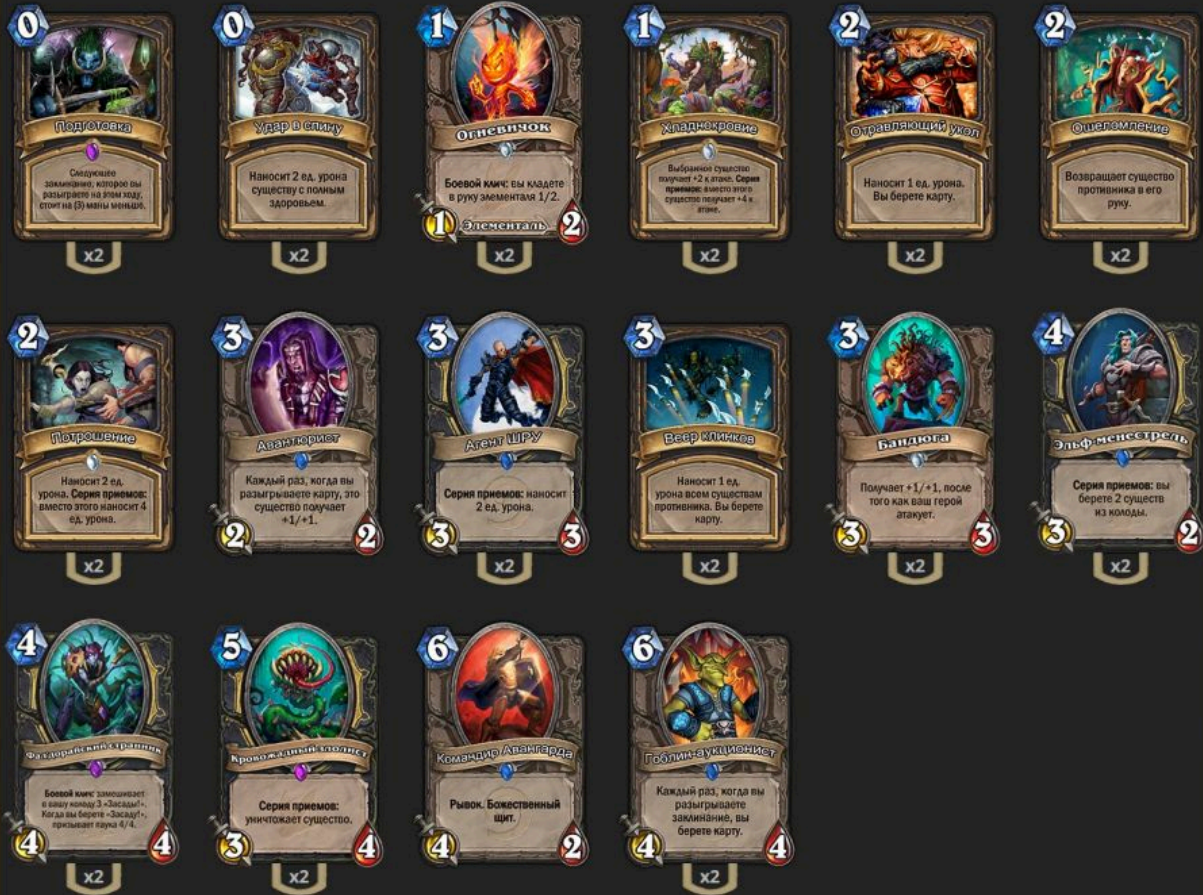 0
Подготовка
Следующее
заклинание, которое вы
разыграете на этом ходу,
стоит на (3) маны меньше.
x2
0
Удар в спину
Наносит 2 ед. урона
существу с полным
здоровьем.
x2
1
Огневичок
Боевой клич: вы кладете
в руку элементаля 1/2.
1
Элементаль
2
x2
1
Хладнокровие
Выбранное существо
получает +2 к атаке. Серия
приемов: вместо этого
существо получает +4 к
атаке.
x2
2
Отравляющий укол
Наносит 1 ед. урона.
Вы берете карту.
x2
2
Ошеломление
Возвращает существо
противника в его
руку.
x2
2
Потрошение
Наносит 2 ед.
урона. Серия приемов:
вместо этого наносит 4
ед. урона.
x2
3
Авантюрист
Каждый раз, когда вы
разыгрываете карту, это
существо получает
+1/+1.
2
2
3
Агент ШРУ
Серия приемов: наносит
2 ед. урона.
3
3
x2
3
Веер клинков
Наносит 1 ед.
урона всем существам
противника. Вы берете
карту.
x2
3
Бандюга
Получает +1/+1, после
того как ваш герой
атакует.
3
3
x2
4
Эльф-менестрель
Серия приемов: вы
берете 2 существ
из колоды.
3
2
x2
4
Фалдорайский странник
Боевой клич: замешивает
в вашу колоду 3 «Засады!».
Когда вы берете «Засаду!»,
призывает паука 4/4.
4
4
x2
5
Кровожадный злолист
Серия приемов:
уничтожает существо.
3
4
x2
6
Командир Авангарда
Рывок. Божественный
щит.
4
2
6
Гоблин-аукционист
Каждый раз, когда вы
разыгрываете
заклинание, вы
берете карту.
4
4
x2